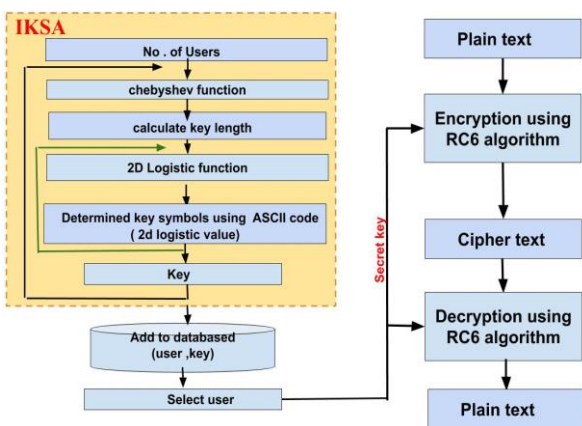 IKSA
No . of Users
chebyshev function
calculate key length
2D Logistic function
Determined key symbols using ASCII code
( 2d logistic value)
Key
Add to databased
(user ,key)
Select user
Secret key
Plain text
Encryption using
RC6 algorithm
Cipher text
Decryption using
RC6 algorithm
Plain text